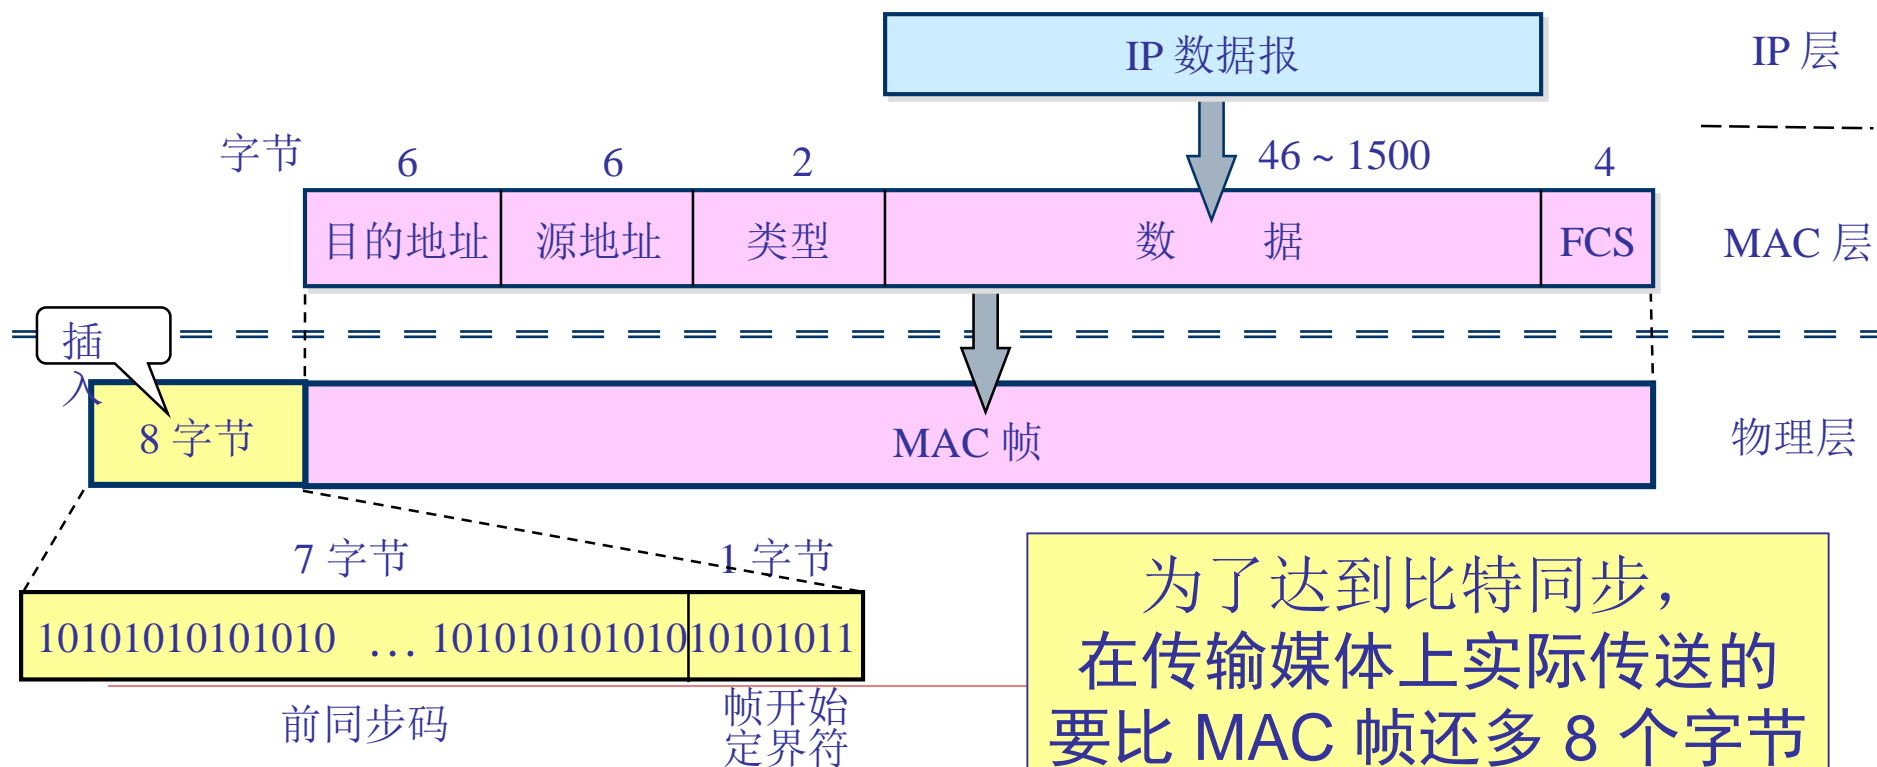 IP 数据报
IP 层
字节 6 6 2 46 ~ 1500 4
目的地址 源地址 类型 数 据 FCS MAC 层
插
入
8 字节 MAC 帧 物理层
7 字节 1 字节
10101010101010 … 101010101010 10101011
前同步码
帧开始
定界符
为了达到比特同步，
在传输媒体上实际传送的
要比 MAC 帧还多 8 个字节